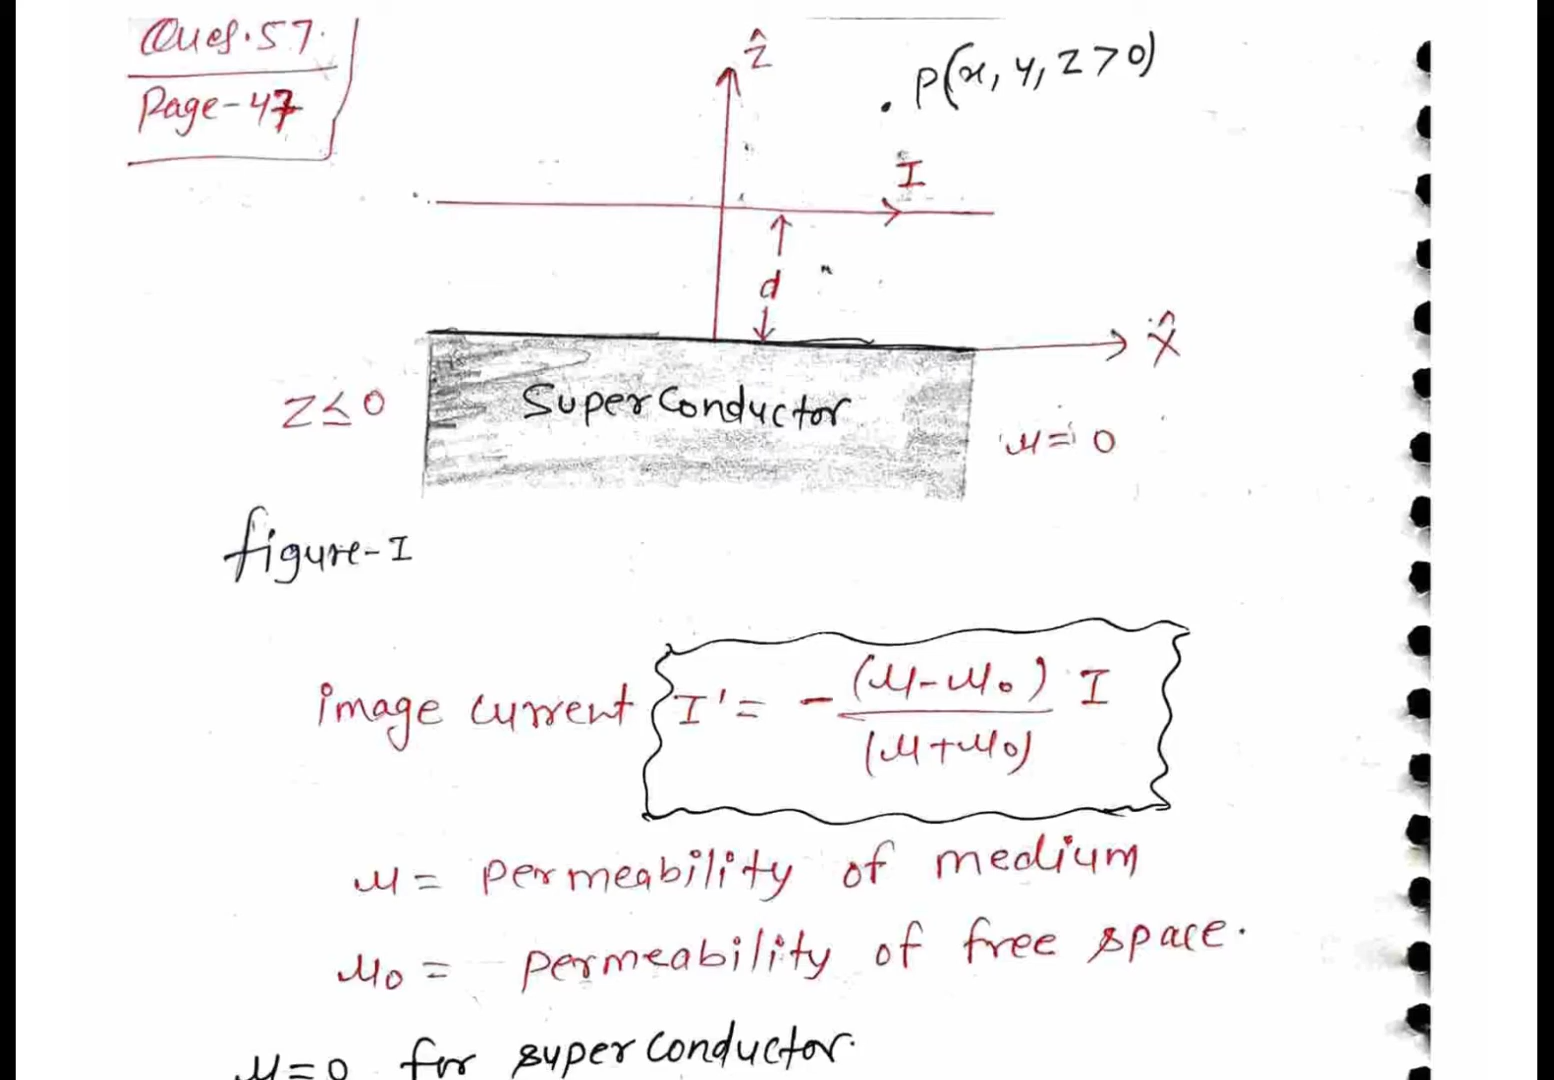 Ques.57.
Page-47
ẑ
P(x, y, z>0)
I
d
x̂
z≤0
Super Conductor
μ=0
figure-I
image current I' = - (μ-μ₀) / (μ+μ₀) I
μ = permeability of medium
μ₀ = permeability of free space.
μ=0 for super conductor.